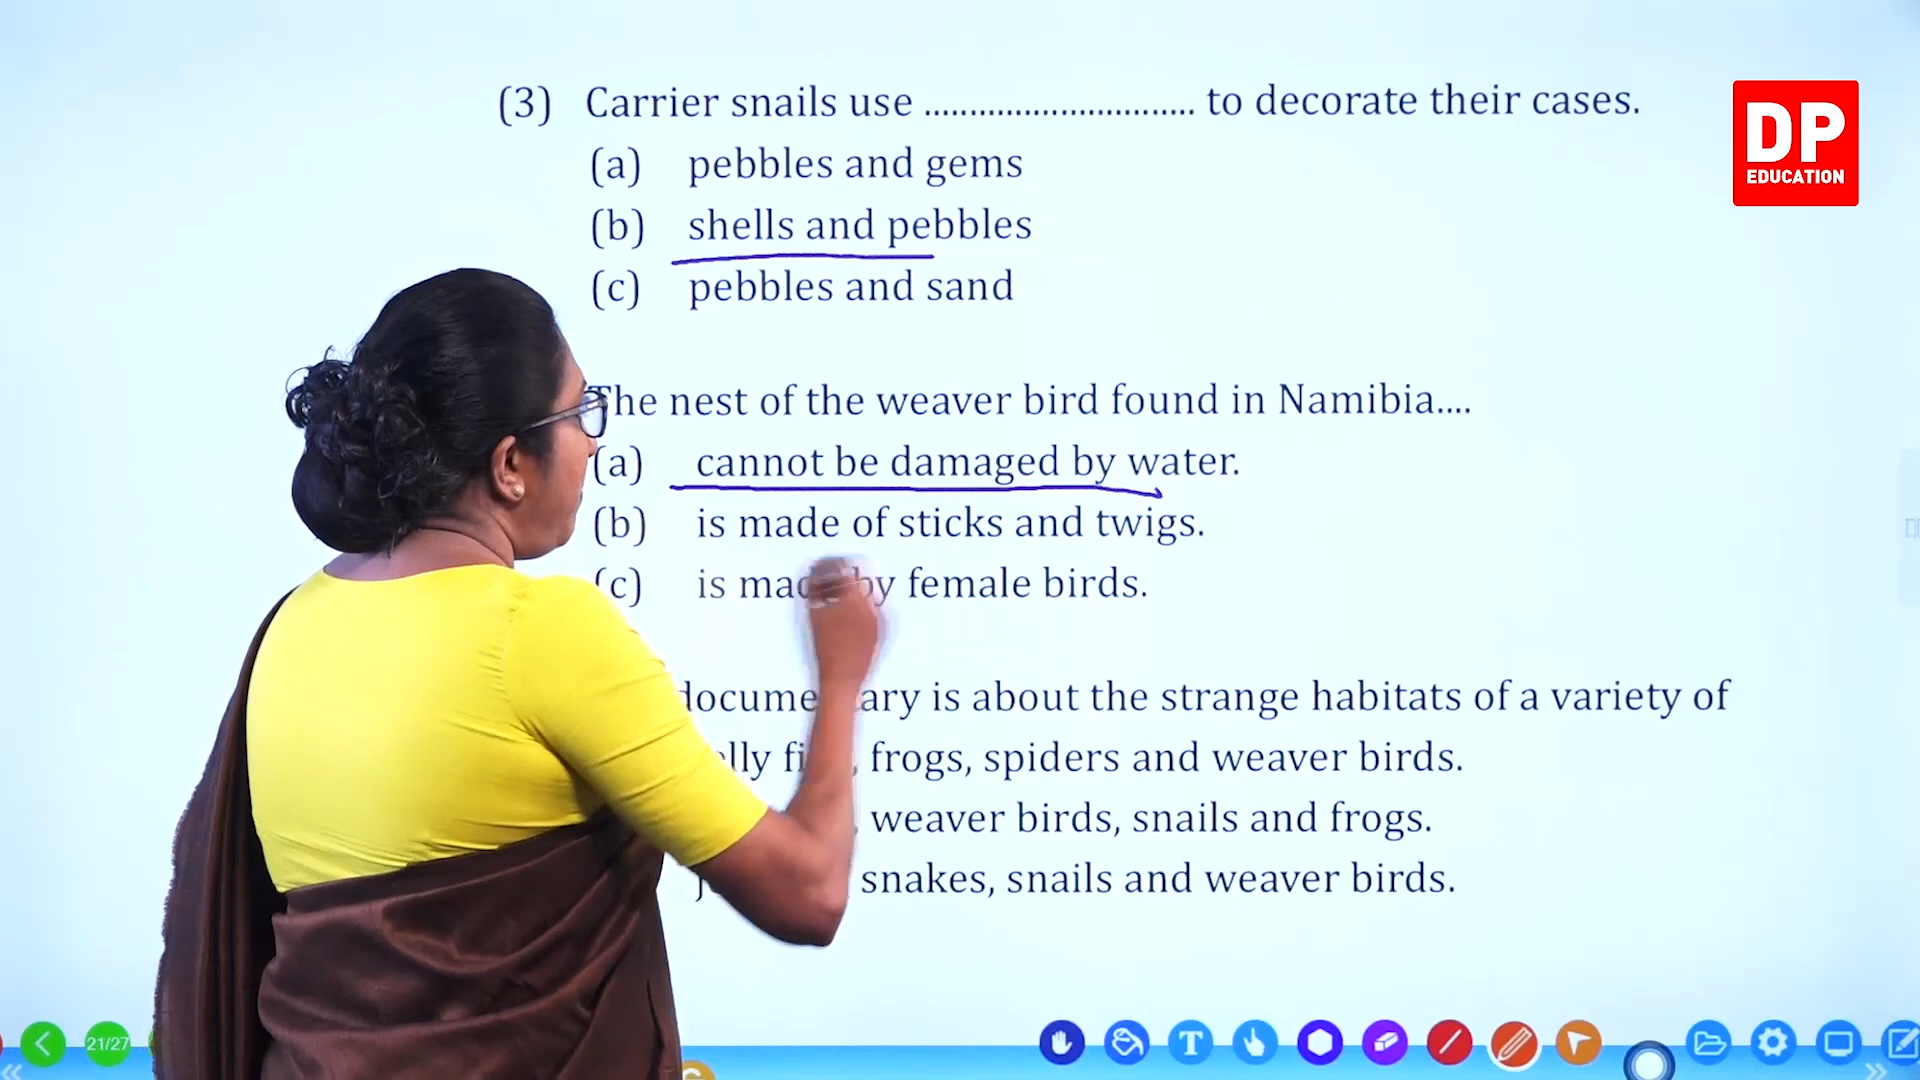 (3) Carrier snails use .............................. to decorate their cases.
(a) pebbles and gems
(b) shells and pebbles
(c) pebbles and sand
The nest of the weaver bird found in Namibia....
(a) cannot be damaged by water.
(b) is made of sticks and twigs.
(c) is made by female birds.
is about the strange habitats of a variety of
frogs, spiders and weaver birds.
weaver birds, snails and frogs.
snakes, snails and weaver birds.
DP
EDUCATION
21/27
T